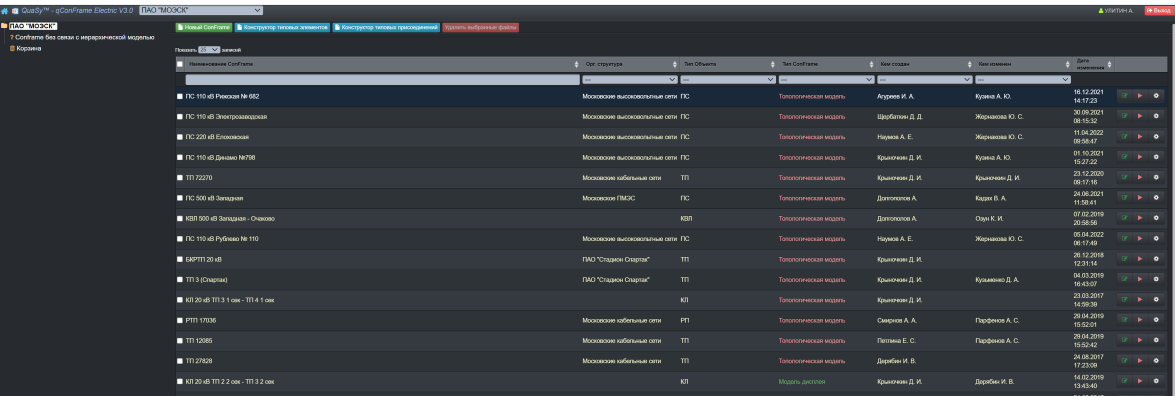 QuaSy™ - qConFrame Electric V3.0 ПАО "МОЭСК" УЛИТИН А. Выход
ПАО "МОЭСК"
? Conframe без связи с иерархической моделью
Корзина
Новый ConFrame Конструктор типовых элементов Конструктор типовых присоединений Удалить выбранные файлы
Показать 25 записей
Наименование ConFrame Орг. структура Тип Объекта Тип ConFrame Кем создан Кем изменен Дата изменения
--- --- --- --- ---
ПС 110 кВ Рижская № 682 Московские высоковольтные сети ПС Топологическая модель Агуреев И. А. Кузина А. Ю. 16.12.2021 14:17:23
ПС 110 кВ Электрозаводская Московские высоковольтные сети ПС Топологическая модель Щербаткин Д. Д. Жернакова Ю. С. 30.09.2021 08:15:32
ПС 220 кВ Елоховская Московские высоковольтные сети ПС Топологическая модель Наумов А. Е. Жернакова Ю. С. 11.04.2022 09:58:47
ПС 110 кВ Динамо №798 Московские высоковольтные сети ПС Топологическая модель Крыночкин Д. И. Кузина А. Ю. 01.10.2021 15:27:22
ТП 72270 Московские кабельные сети ТП Топологическая модель Крыночкин Д. И. Крыночкин Д. И. 23.12.2020 09:17:16
ПС 500 кВ Западная Московское ПМЭС ПС Топологическая модель Долгополов А. Кадах В. А. 24.06.2021 11:58:41
КВЛ 500 кВ Западная - Очаково КВЛ Топологическая модель Долгополов А. Озун К. И. 07.02.2019 20:58:56
ПС 110 кВ Рублево № 110 Московские высоковольтные сети ПС Топологическая модель Наумов А. Е. Жернакова Ю. С. 05.04.2022 06:17:49
БКРТП 20 кВ ПАО "Стадион Спартак" ТП Топологическая модель Крыночкин Д. И. 26.12.2018 12:31:14
ТП 3 (Спартак) ПАО "Стадион Спартак" ТП Топологическая модель Крыночкин Д. И. Кузьменко Д. А. 04.03.2019 16:43:07
КЛ 20 кВ ТП 3 1 сек - ТП 4 1 сек КЛ Топологическая модель Крыночкин Д. И. 23.03.2017 14:59:39
РТП 17036 Московские кабельные сети РП Топологическая модель Смирнов А. А. Парфенов А. С. 29.04.2019 15:52:01
ТП 12085 Московские кабельные сети ТП Топологическая модель Петлина Е. С. Парфенов А. С. 29.04.2019 15:52:42
ТП 27828 Московские кабельные сети ТП Топологическая модель Дерябин И. В. 24.08.2017 17:23:09
КЛ 20 кВ ТП 2 2 сек - ТП 3 2 сек КЛ Модель дисплея Крыночкин Д. И. Дерябин И. В. 14.02.2019 13:43:40